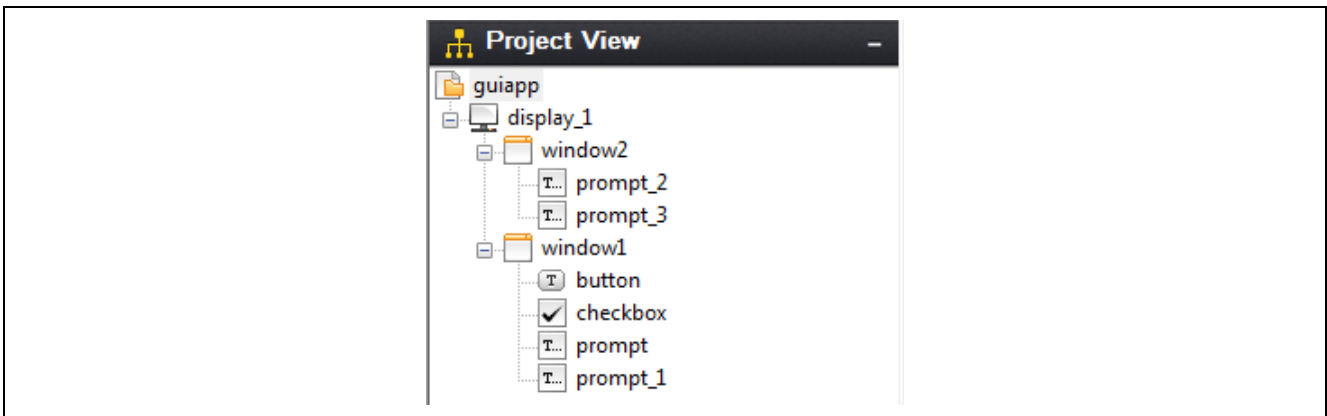 Project View
guiapp
display_1
window2
T... prompt_2
T... prompt_3
window1
T button
checkbox
T... prompt
T... prompt_1